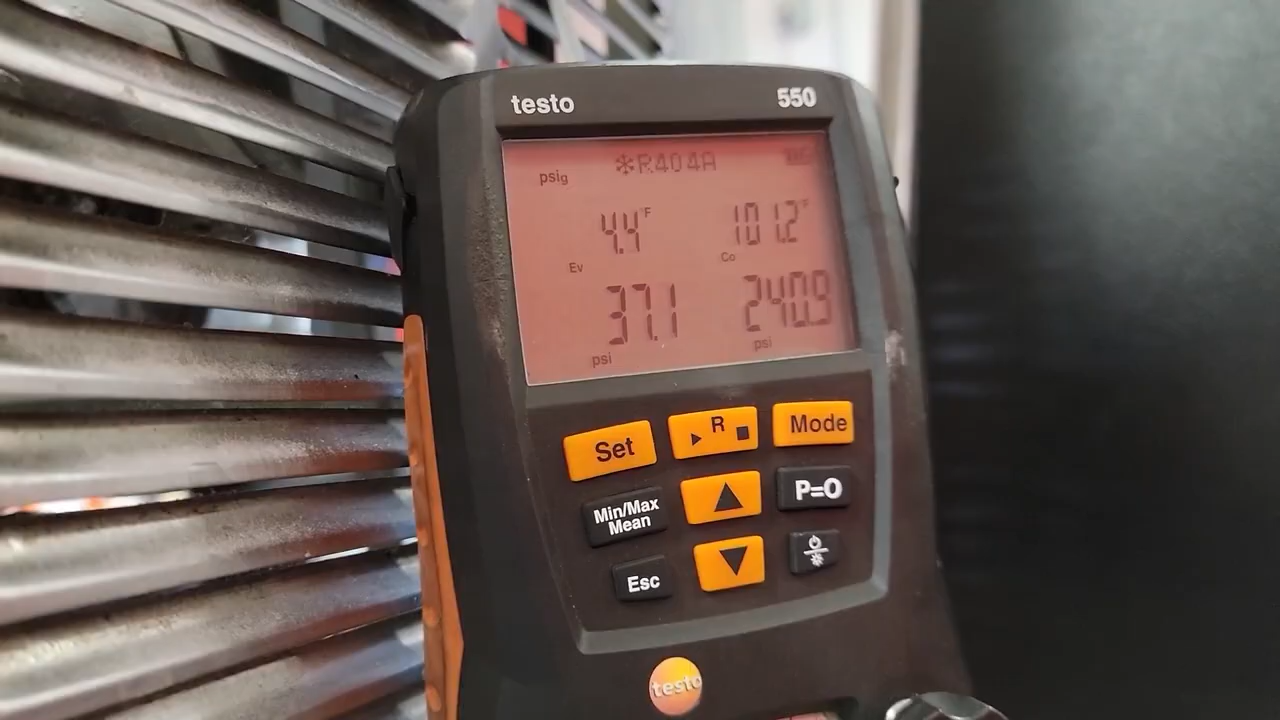 testo 550
psig ❄R404A
4.4°F 101.2°F
Ev Co
37.1 240.9
psi psi
Set R Mode
Min/Max Mean P=0
Esc
testo